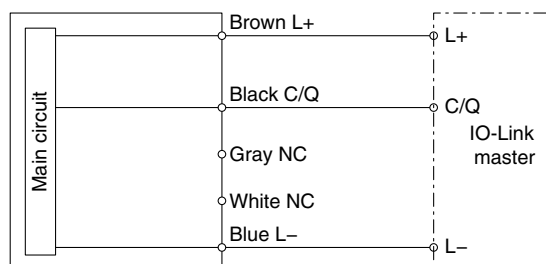 Main circuit
Brown L+
L+
Black C/Q
C/Q
IO-Link
master
Gray NC
White NC
Blue L−
L−